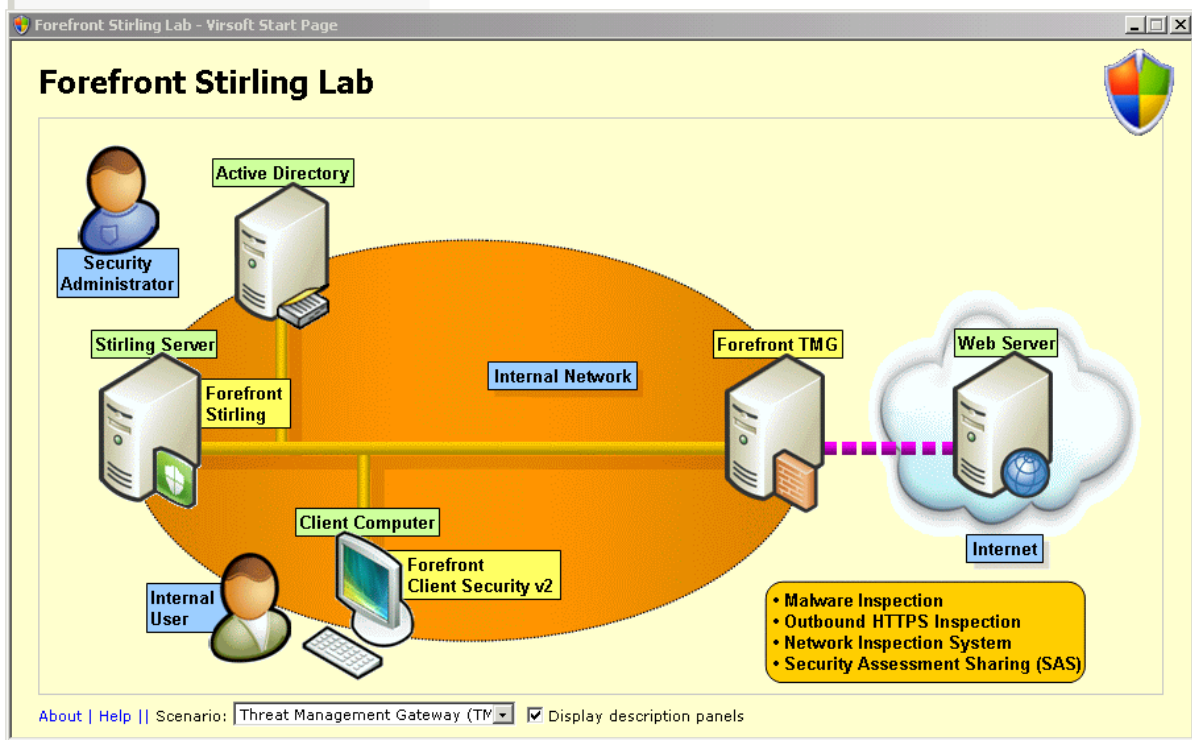 Forefront Stirling Lab - Virsoft Start Page
Forefront Stirling Lab
Active Directory
Security
Administrator
Stirling Server
Forefront
Stirling
Internal Network
Forefront TMG
Web Server
Client Computer
Forefront
Client Security v2
Internal
User
Internet
• Malware Inspection
• Outbound HTTPS Inspection
• Network Inspection System
• Security Assessment Sharing (SAS)
About | Help || Scenario: Threat Management Gateway (TM Display description panels